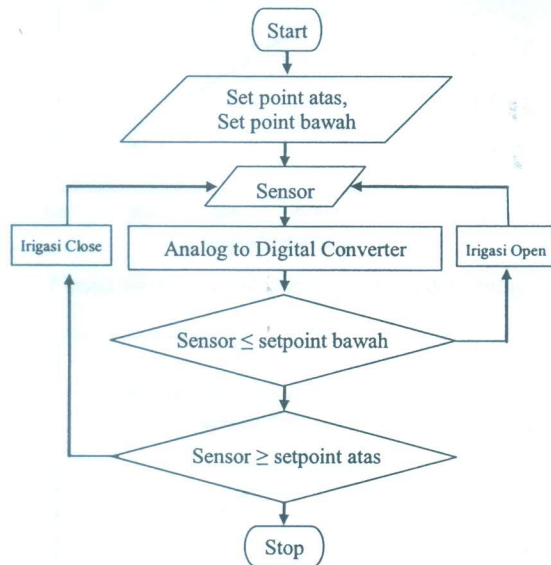 Start
Set point atas,
Set point bawah
Sensor
Irigasi Close
Analog to Digital Converter
Irigasi Open
Sensor ≤ setpoint bawah
Sensor ≥ setpoint atas
Stop